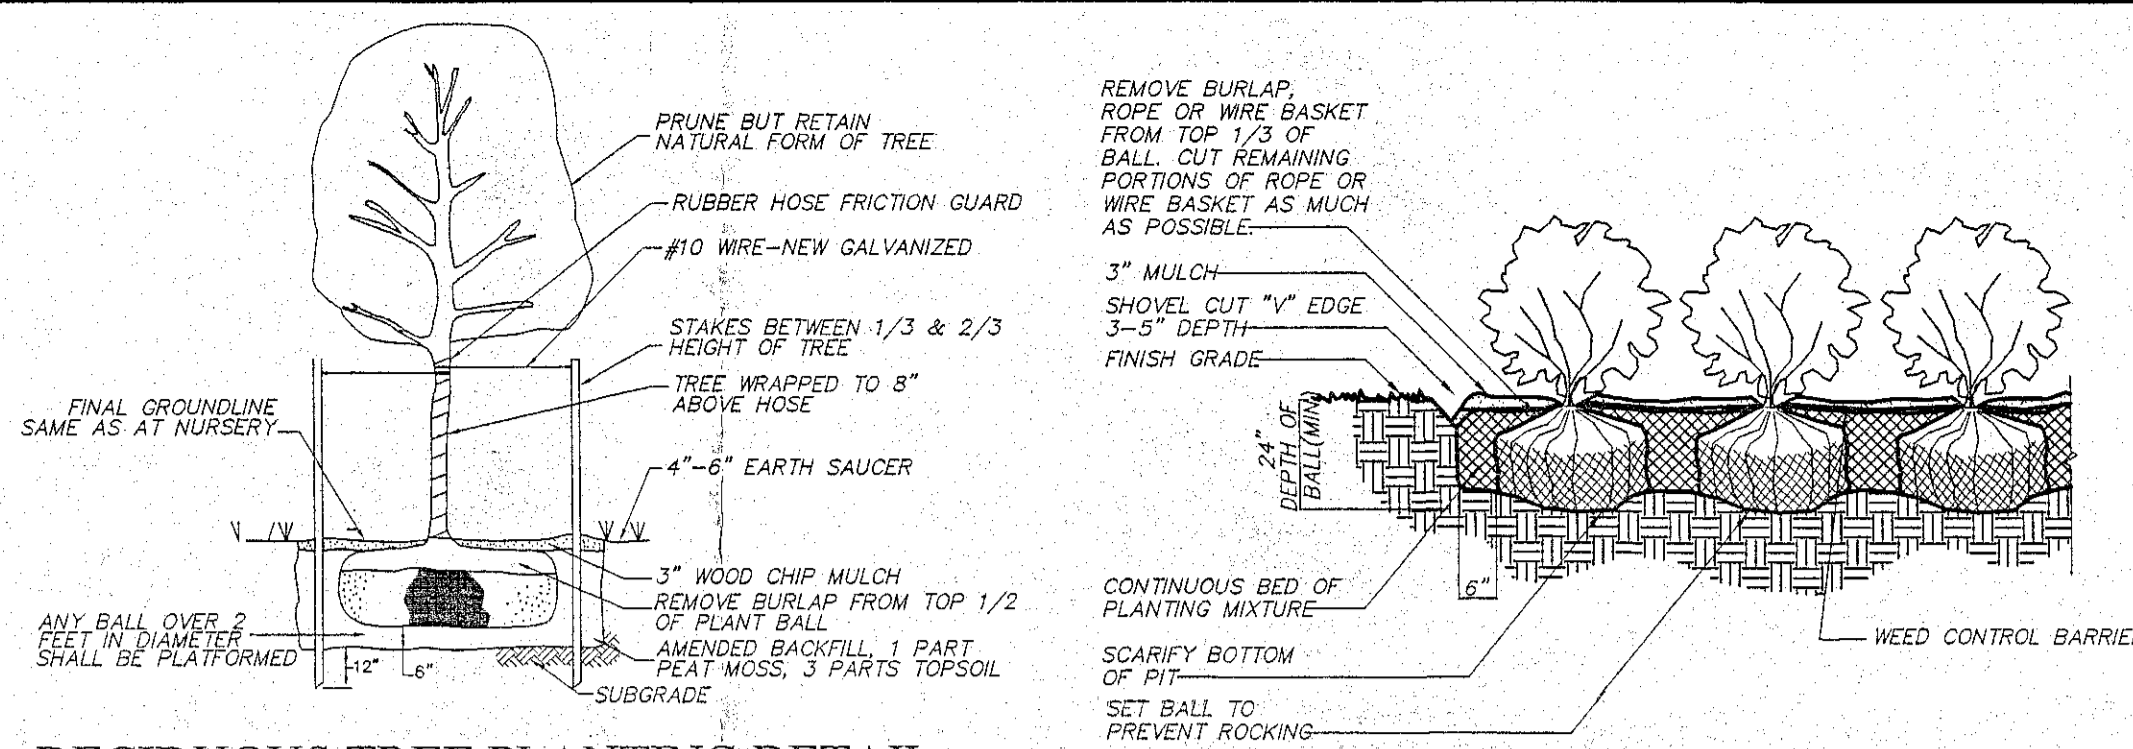 PRUNE BUT RETAIN
NATURAL FORM OF TREE
RUBBER HOSE FRICTION GUARD
#10 WIRE-NEW GALVANIZED
STAKES BETWEEN 1/3 & 2/3
HEIGHT OF TREE
TREE WRAPPED TO 8"
ABOVE HOSE
FINAL GROUNDLINE
SAME AS AT NURSERY
4"-6" EARTH SAUCER
3" WOOD CHIP MULCH
REMOVE BURLAP FROM TOP 1/2
OF PLANT BALL
ANY BALL OVER 2
FEET IN DIAMETER
SHALL BE PLATFORMED
12"
6"
AMENDED BACKFILL, 1 PART
PEAT MOSS, 3 PARTS TOPSOIL
SUBGRADE
DECIDUOUS TREE PLANTING DETAIL
REMOVE BURLAP,
ROPE OR WIRE BASKET
FROM TOP 1/3 OF
BALL. CUT REMAINING
PORTIONS OF ROPE OR
WIRE BASKET AS MUCH
AS POSSIBLE.
3" MULCH
SHOVEL CUT "V" EDGE
3-5" DEPTH
FINISH GRADE
24"
DEPTH OF
BALL(MIN.
CONTINUOUS BED OF
PLANTING MIXTURE
6"
WEED CONTROL BARRIER
SCARIFY BOTTOM
OF PIT
SET BALL TO
PREVENT ROCKING